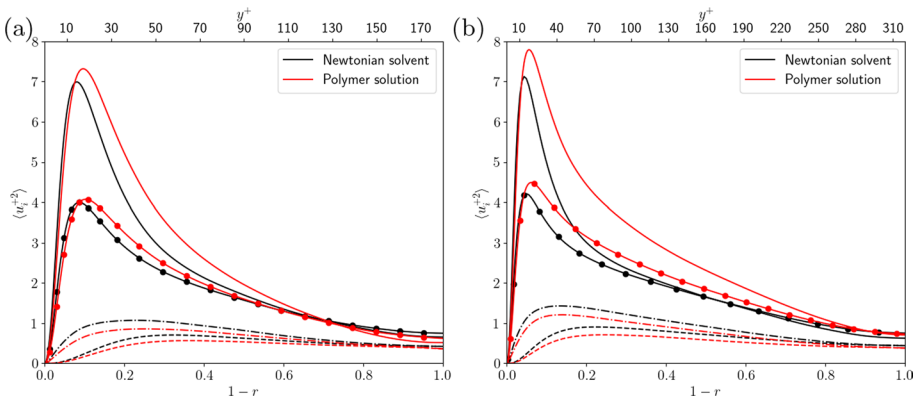 (a)
y⁺
10 30 50 70 90 110 130 150 170
8
7
6
5
4
3
2
1
0
⟨u_i^{+2}⟩
Newtonian solvent
Polymer solution
0.0 0.2 0.4 0.6 0.8 1.0
1 − r
(b)
y⁺
10 40 70 100 130 160 190 220 250 280 310
8
7
6
5
4
3
2
1
0
⟨u_i^{+2}⟩
Newtonian solvent
Polymer solution
0.0 0.2 0.4 0.6 0.8 1.0
1 − r